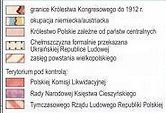 granice Królestwa Kongresowego do 1912 r.
okupacja niemiecka/austriacka
Królestwo Polskie zależne od państw centralnych
Chełmszczyzna formalnie przekazana
Ukraińskiej Republice Ludowej
zasięg powstania wielkopolskiego
Terytorium pod kontrolą:
Polskiej Komisji Likwidacyjnej
Rady Narodowej Księstwa Cieszyńskiego
Tymczasowego Rządu Ludowego Republiki Polskiej